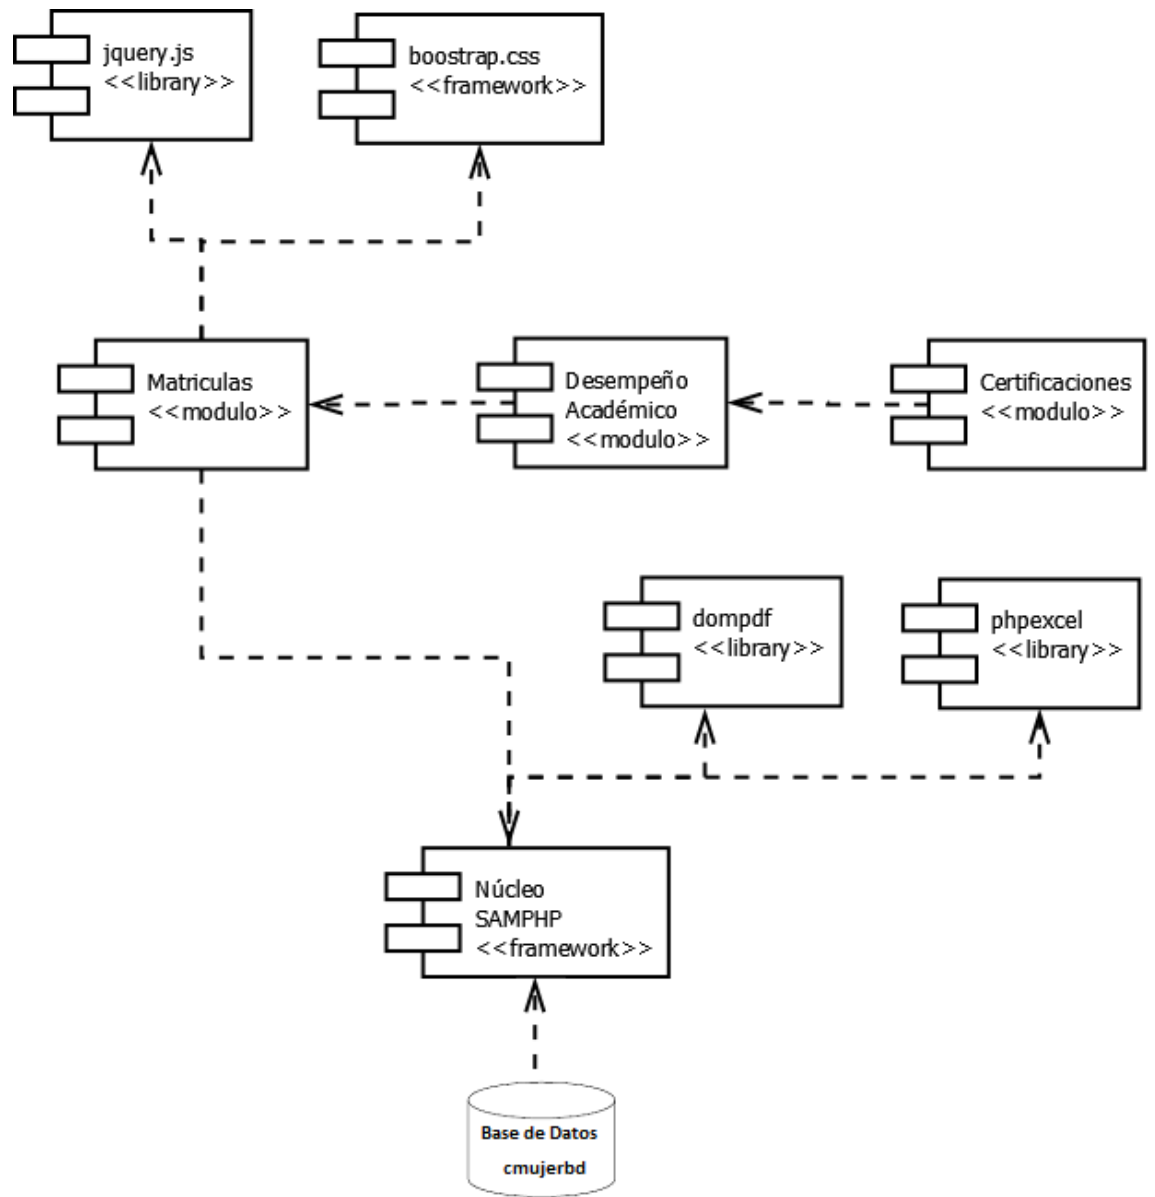 jquery.js
<<library>>
boostrap.css
<<framework>>
Matriculas
<<modulo>>
Desempeño
Académico
<<modulo>>
Certificaciones
<<modulo>>
dompdf
<<library>>
phpexcel
<<library>>
Núcleo
SAMPHP
<<framework>>
Base de Datos
cmujerbd